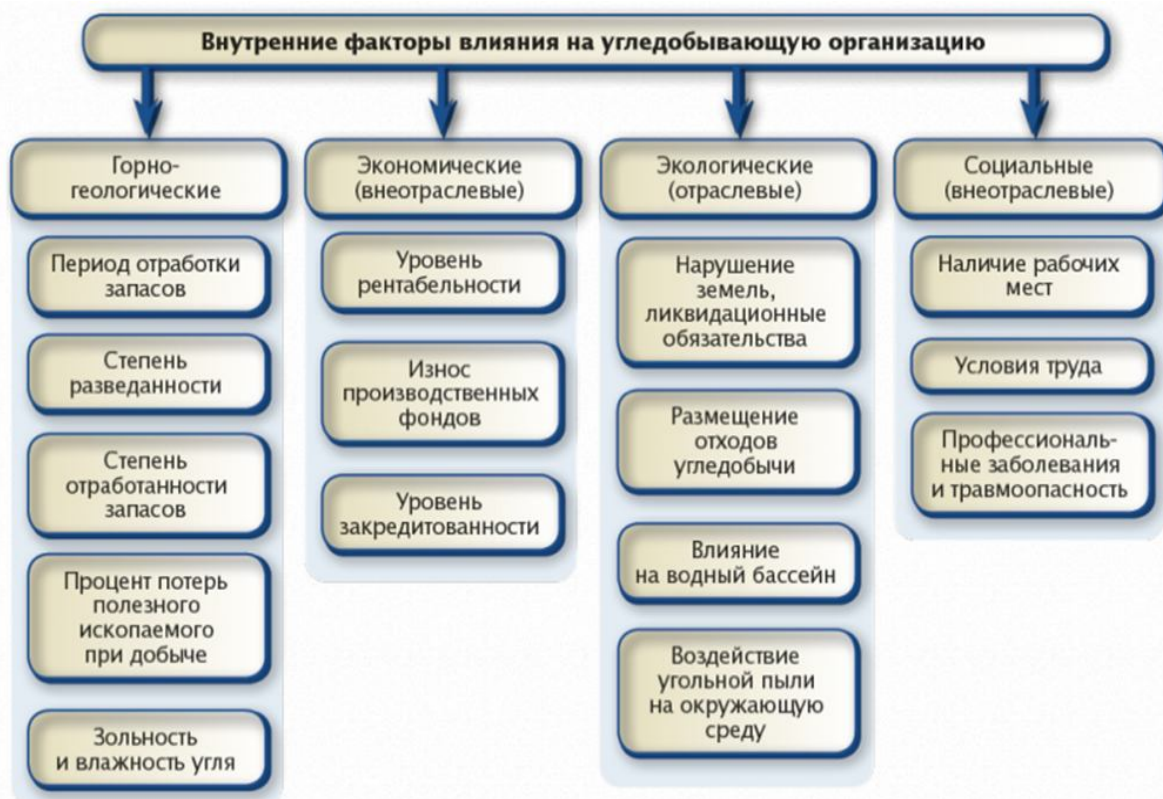 Внутренние факторы влияния на угледобывающую организацию
Горно-
геологические
Период отработки
запасов
Степень
разведанности
Степень
отработанности
запасов
Процент потерь
полезного
ископаемого
при добыче
Зольность
и влажность угля
Экономические
(внеотраслевые)
Уровень
рентабельности
Износ
производственных
фондов
Уровень
закредитованности
Экологические
(отраслевые)
Нарушение
земель,
ликвидационные
обязательства
Размещение
отходов
угледобычи
Влияние
на водный бассейн
Воздействие
угольной пыли
на окружающую
среду
Социальные
(внеотраслевые)
Наличие рабочих
мест
Условия труда
Профессиональ-
ные заболевания
и травмоопасность